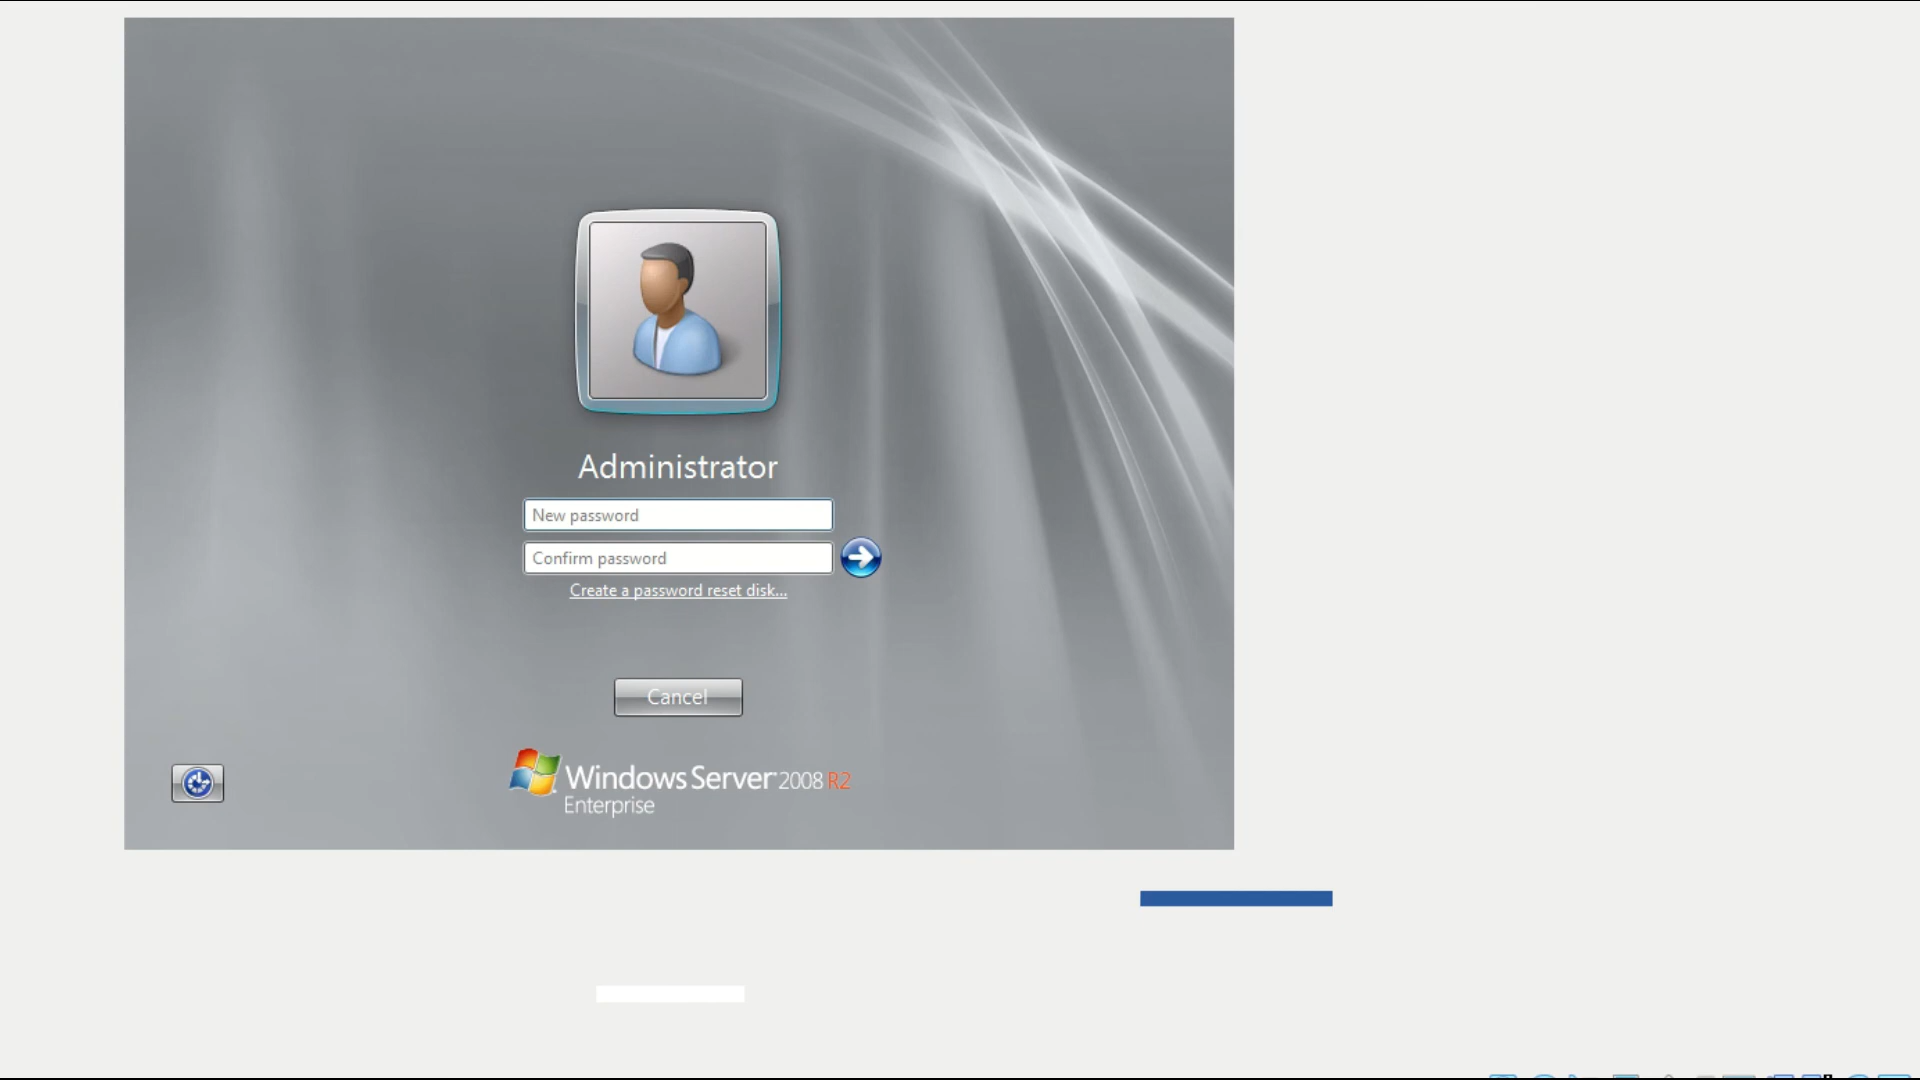 Administrator
New password
Confirm password
Create a password reset disk...
Cancel
Windows Server 2008 R2
Enterprise